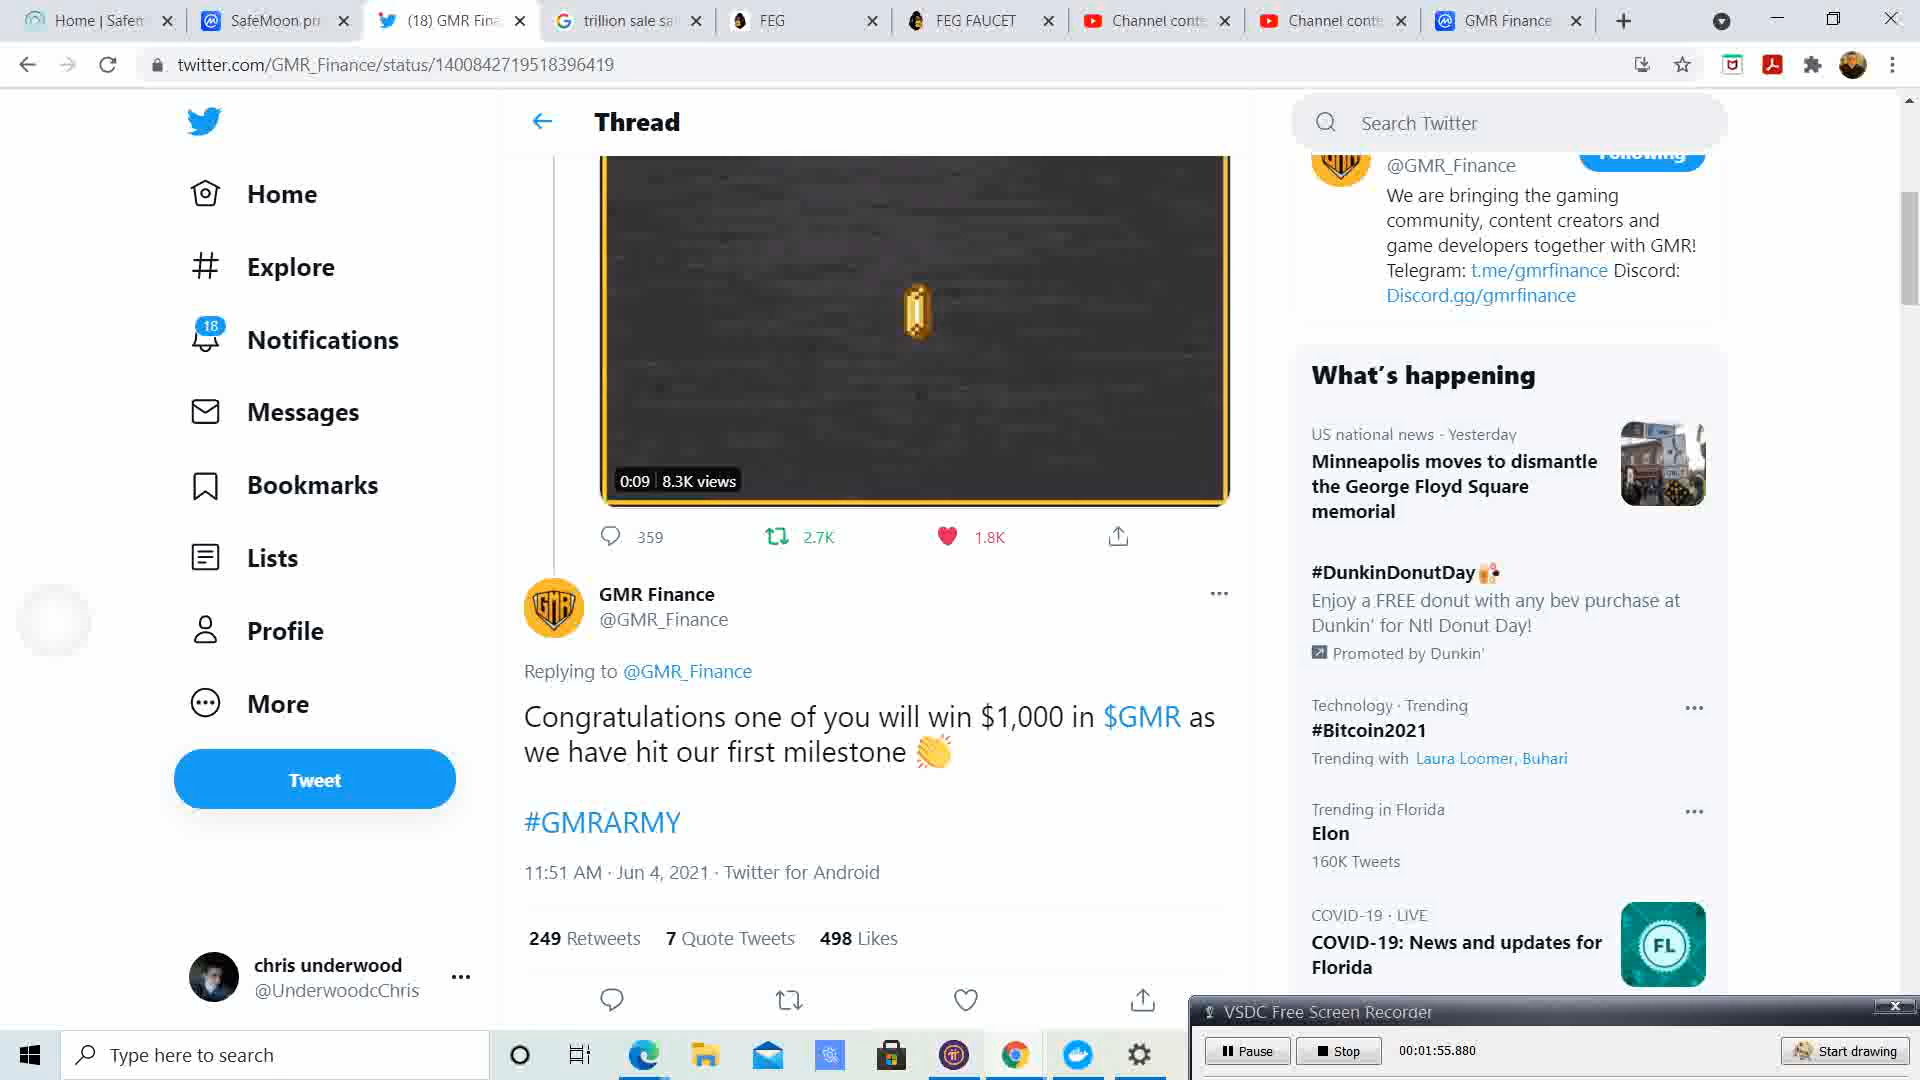 Home | Safem
SafeMoon pri
(18) GMR Fina
trillion sale sa
FEG
FEG FAUCET
Channel conte
Channel conte
GMR Finance
twitter.com/GMR_Finance/status/1400842719518396419
Home
Explore
18
Notifications
Messages
Bookmarks
Lists
Profile
More
Tweet
chris underwood
@UnderwoodcChris
Thread
0:09 8.3K views
359 2.7K 1.8K
GMR
GMR Finance
@GMR_Finance
Replying to @GMR_Finance
Congratulations one of you will win $1,000 in $GMR as
we have hit our first milestone 👏
#GMRARMY
11:51 AM · Jun 4, 2021 · Twitter for Android
249 Retweets 7 Quote Tweets 498 Likes
Search Twitter
@GMR_Finance
Following
We are bringing the gaming
community, content creators and
game developers together with GMR!
Telegram: t.me/gmrfinance Discord:
Discord.gg/gmrfinance
What's happening
US national news · Yesterday
Minneapolis moves to dismantle
the George Floyd Square
memorial
#DunkinDonutDay
Enjoy a FREE donut with any bev purchase at
Dunkin' for Ntl Donut Day!
Promoted by Dunkin'
Technology · Trending
#Bitcoin2021
Trending with Laura Loomer, Buhari
Trending in Florida
Elon
160K Tweets
COVID-19 · LIVE
COVID-19: News and updates for
Florida
FL
VSDC Free Screen Recorder
Pause Stop 00:01:55.880 Start drawing
Type here to search